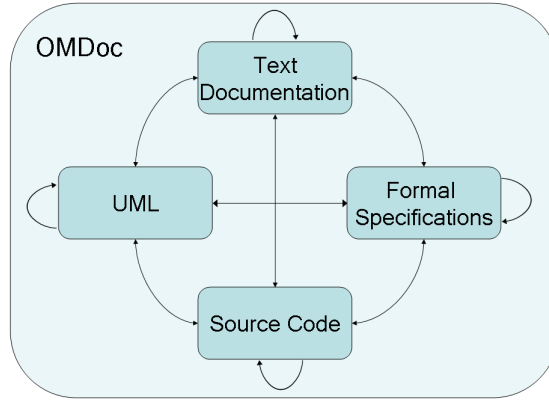 OMDoc
Text
Documentation
UML
Formal
Specifications
Source Code